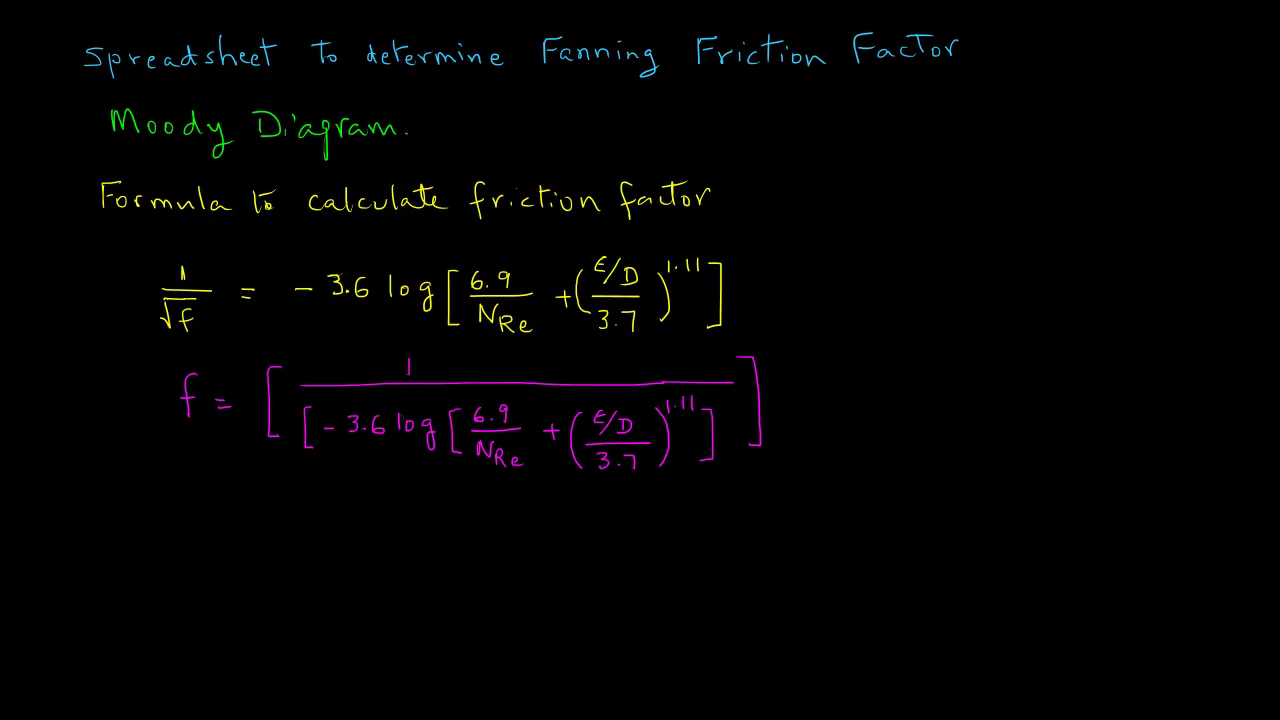 Spreadsheet to determine Fanning Friction Factor
Moody Diagram.
Formula to calculate friction factor
1/√f = - 3.6 log [ 6.9/N_Re + ( (ε/D)/3.7 )^1.11 ]
f = [ 1 / [ - 3.6 log [ 6.9/N_Re + ( (ε/D)/3.7 )^1.11 ] ]